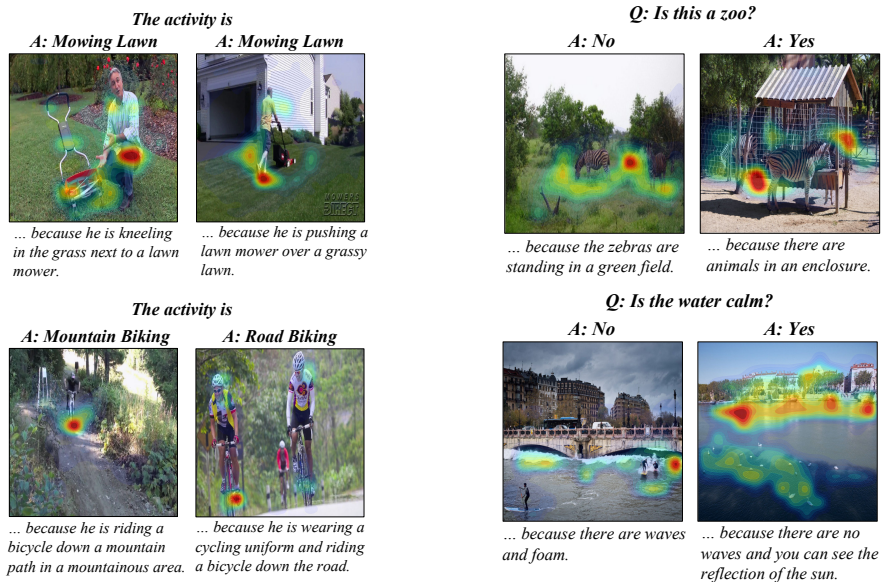 The activity is
A: Mowing Lawn
A: Mowing Lawn
MOWERS
DIRECT
... because he is kneeling
in the grass next to a lawn
mower.
... because he is pushing a
lawn mower over a grassy
lawn.
Q: Is this a zoo?
A: No
A: Yes
... because the zebras are
standing in a green field.
... because there are
animals in an enclosure.
The activity is
A: Mountain Biking
A: Road Biking
... because he is riding a
bicycle down a mountain
path in a mountainous area.
... because he is wearing a
cycling uniform and riding
a bicycle down the road.
Q: Is the water calm?
A: No
A: Yes
... because there are waves
and foam.
... because there are no
waves and you can see the
reflection of the sun.